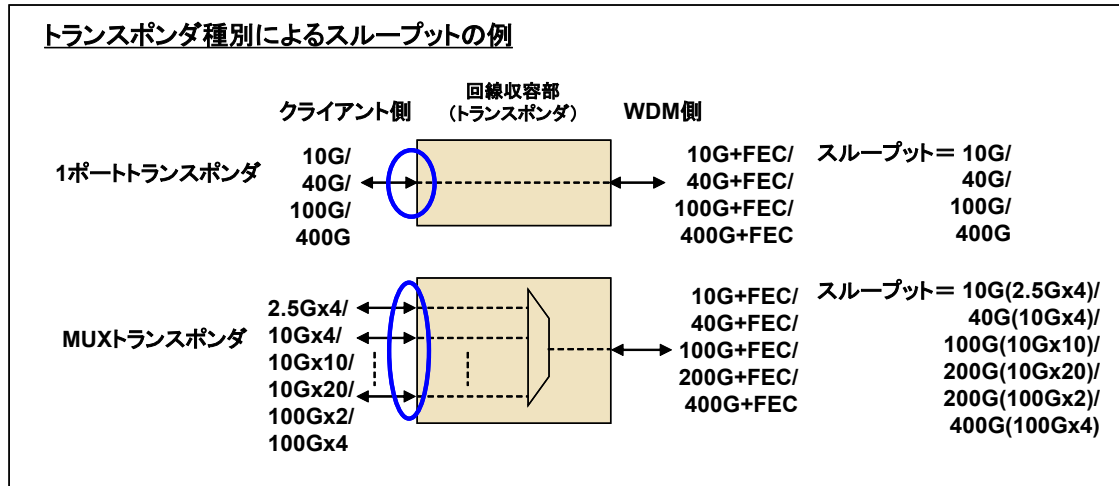 トランスポンダ種別によるスループットの例
クライアント側
回線収容部
(トランスポンダ)
WDM側
1ポートトランスポンダ
10G/
40G/
100G/
400G
10G+FEC/
40G+FEC/
100G+FEC/
400G+FEC
スループット＝ 10G/
40G/
100G/
400G
MUXトランスポンダ
2.5Gx4/
10Gx4/
10Gx10/
10Gx20/
100Gx2/
100Gx4
10G+FEC/
40G+FEC/
100G+FEC/
200G+FEC/
400G+FEC
スループット＝ 10G(2.5Gx4)/
40G(10Gx4)/
100G(10Gx10)/
200G(10Gx20)/
200G(100Gx2)/
400G(100Gx4)